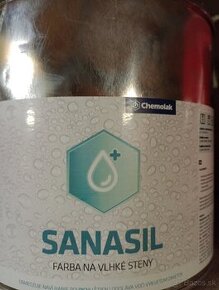 Chemolak
SANASIL
FARBA NA VLHKÉ STENY